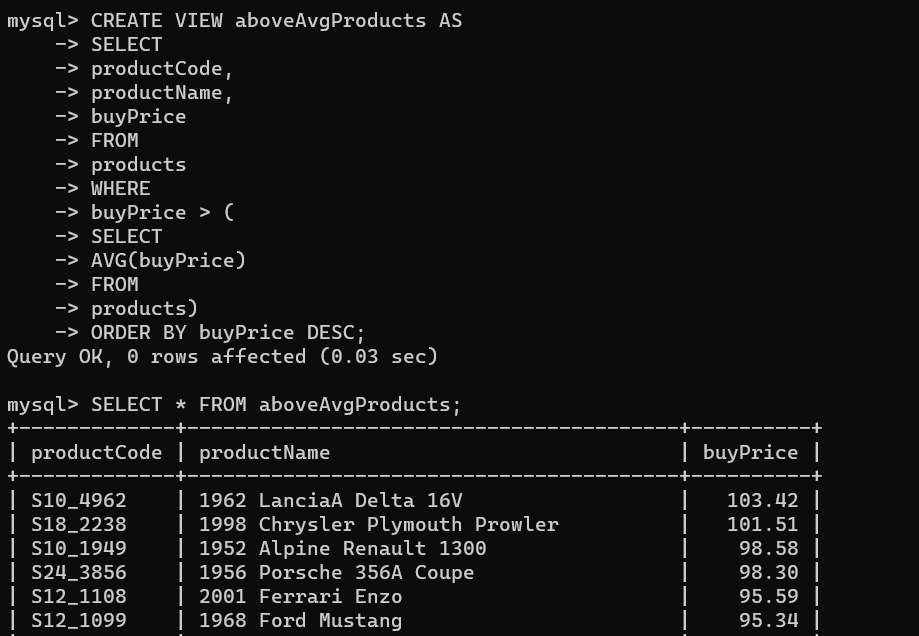 mysql> CREATE VIEW aboveAvgProducts AS
    -> SELECT
    -> productCode,
    -> productName,
    -> buyPrice
    -> FROM
    -> products
    -> WHERE
    -> buyPrice > (
    -> SELECT
    -> AVG(buyPrice)
    -> FROM
    -> products)
    -> ORDER BY buyPrice DESC;
Query OK, 0 rows affected (0.03 sec)

mysql> SELECT * FROM aboveAvgProducts;
+-------------+-----------------------------------------+----------+
| productCode | productName                             | buyPrice |
+-------------+-----------------------------------------+----------+
| S10_4962    | 1962 LanciaA Delta 16V                  |   103.42 |
| S18_2238    | 1998 Chrysler Plymouth Prowler          |   101.51 |
| S10_1949    | 1952 Alpine Renault 1300                |    98.58 |
| S24_3856    | 1956 Porsche 356A Coupe                 |    98.30 |
| S12_1108    | 2001 Ferrari Enzo                       |    95.59 |
| S12_1099    | 1968 Ford Mustang                       |    95.34 |